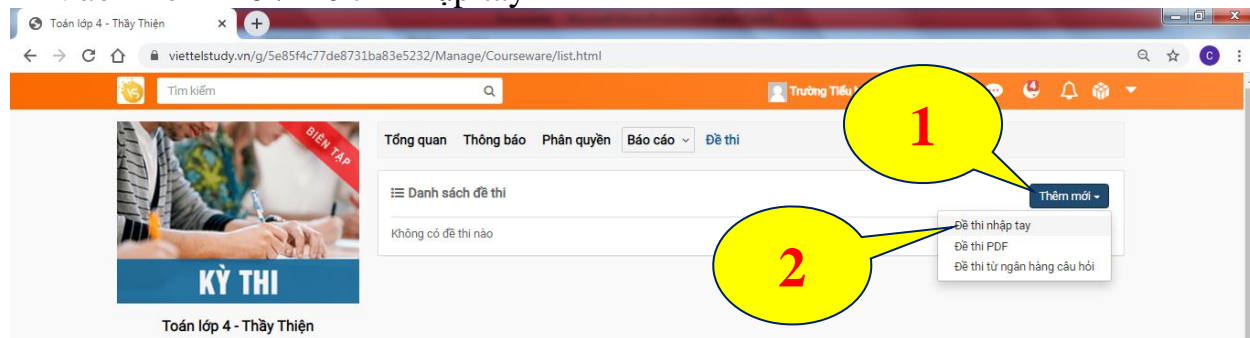 nhập tay
Toán lớp 4 - Thầy Thiện
viettelstudy.vn/g/5e85f4c77de8731ba83e5232/Manage/Courseware/list.html
C
Tìm kiếm
Trường Tiểu
4
BIÊN TẬP
Tổng quan Thông báo Phân quyền Báo cáo Đề thi
1
Danh sách đề thi
Thêm mới
Không có đề thi nào
Đề thi nhập tay
Đề thi PDF
Đề thi từ ngân hàng câu hỏi
2
KỲ THI
Toán lớp 4 - Thầy Thiện